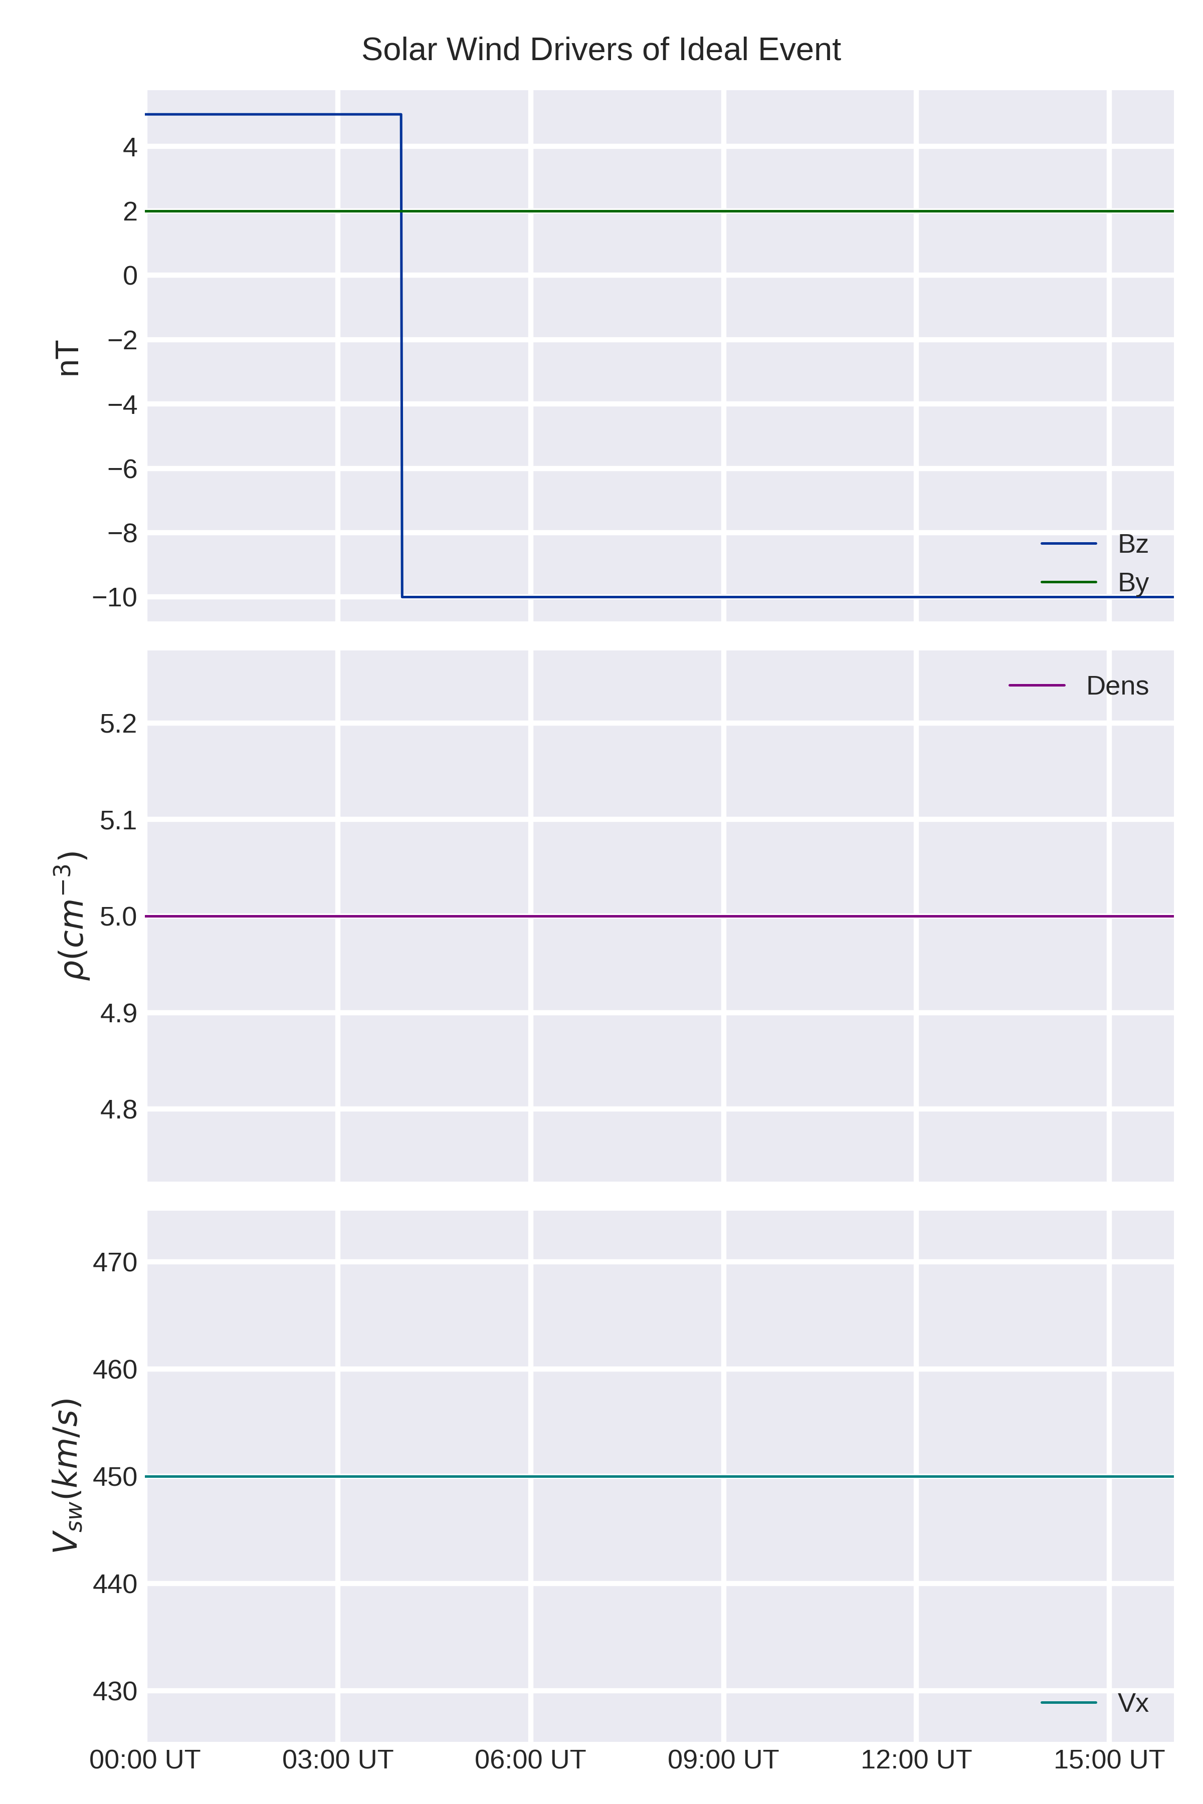 Solar Wind Drivers of Ideal Event
4
2
0
−2
−4
−6
−8
−10
nT
Bz
By
5.2
5.1
5.0
4.9
4.8
ρ(cm⁻³)
Dens
470
460
450
440
430
V_sw(km/s)
Vx
00:00 UT 03:00 UT 06:00 UT 09:00 UT 12:00 UT 15:00 UT